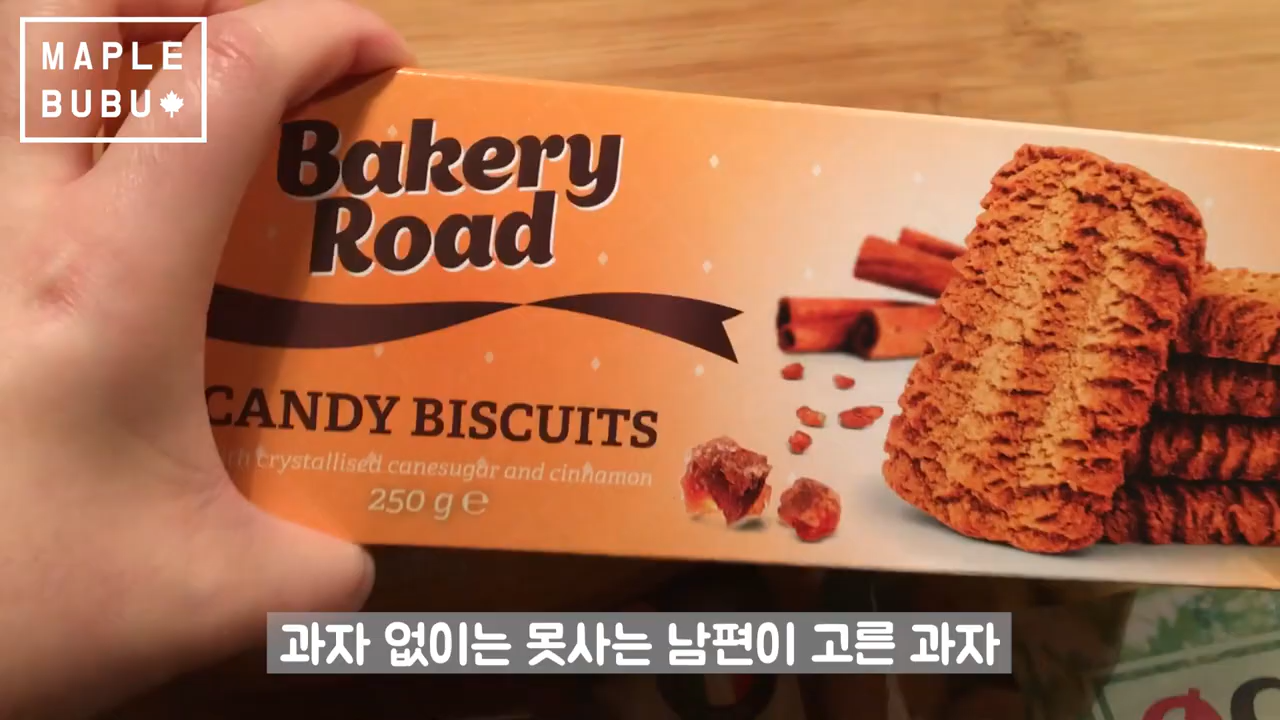 MAPLE
BUBU
Bakery
Road
CANDY BISCUITS
crystallised canesugar and cinnamon
250 g e
과자 없이는 못사는 남편이 고른 과자